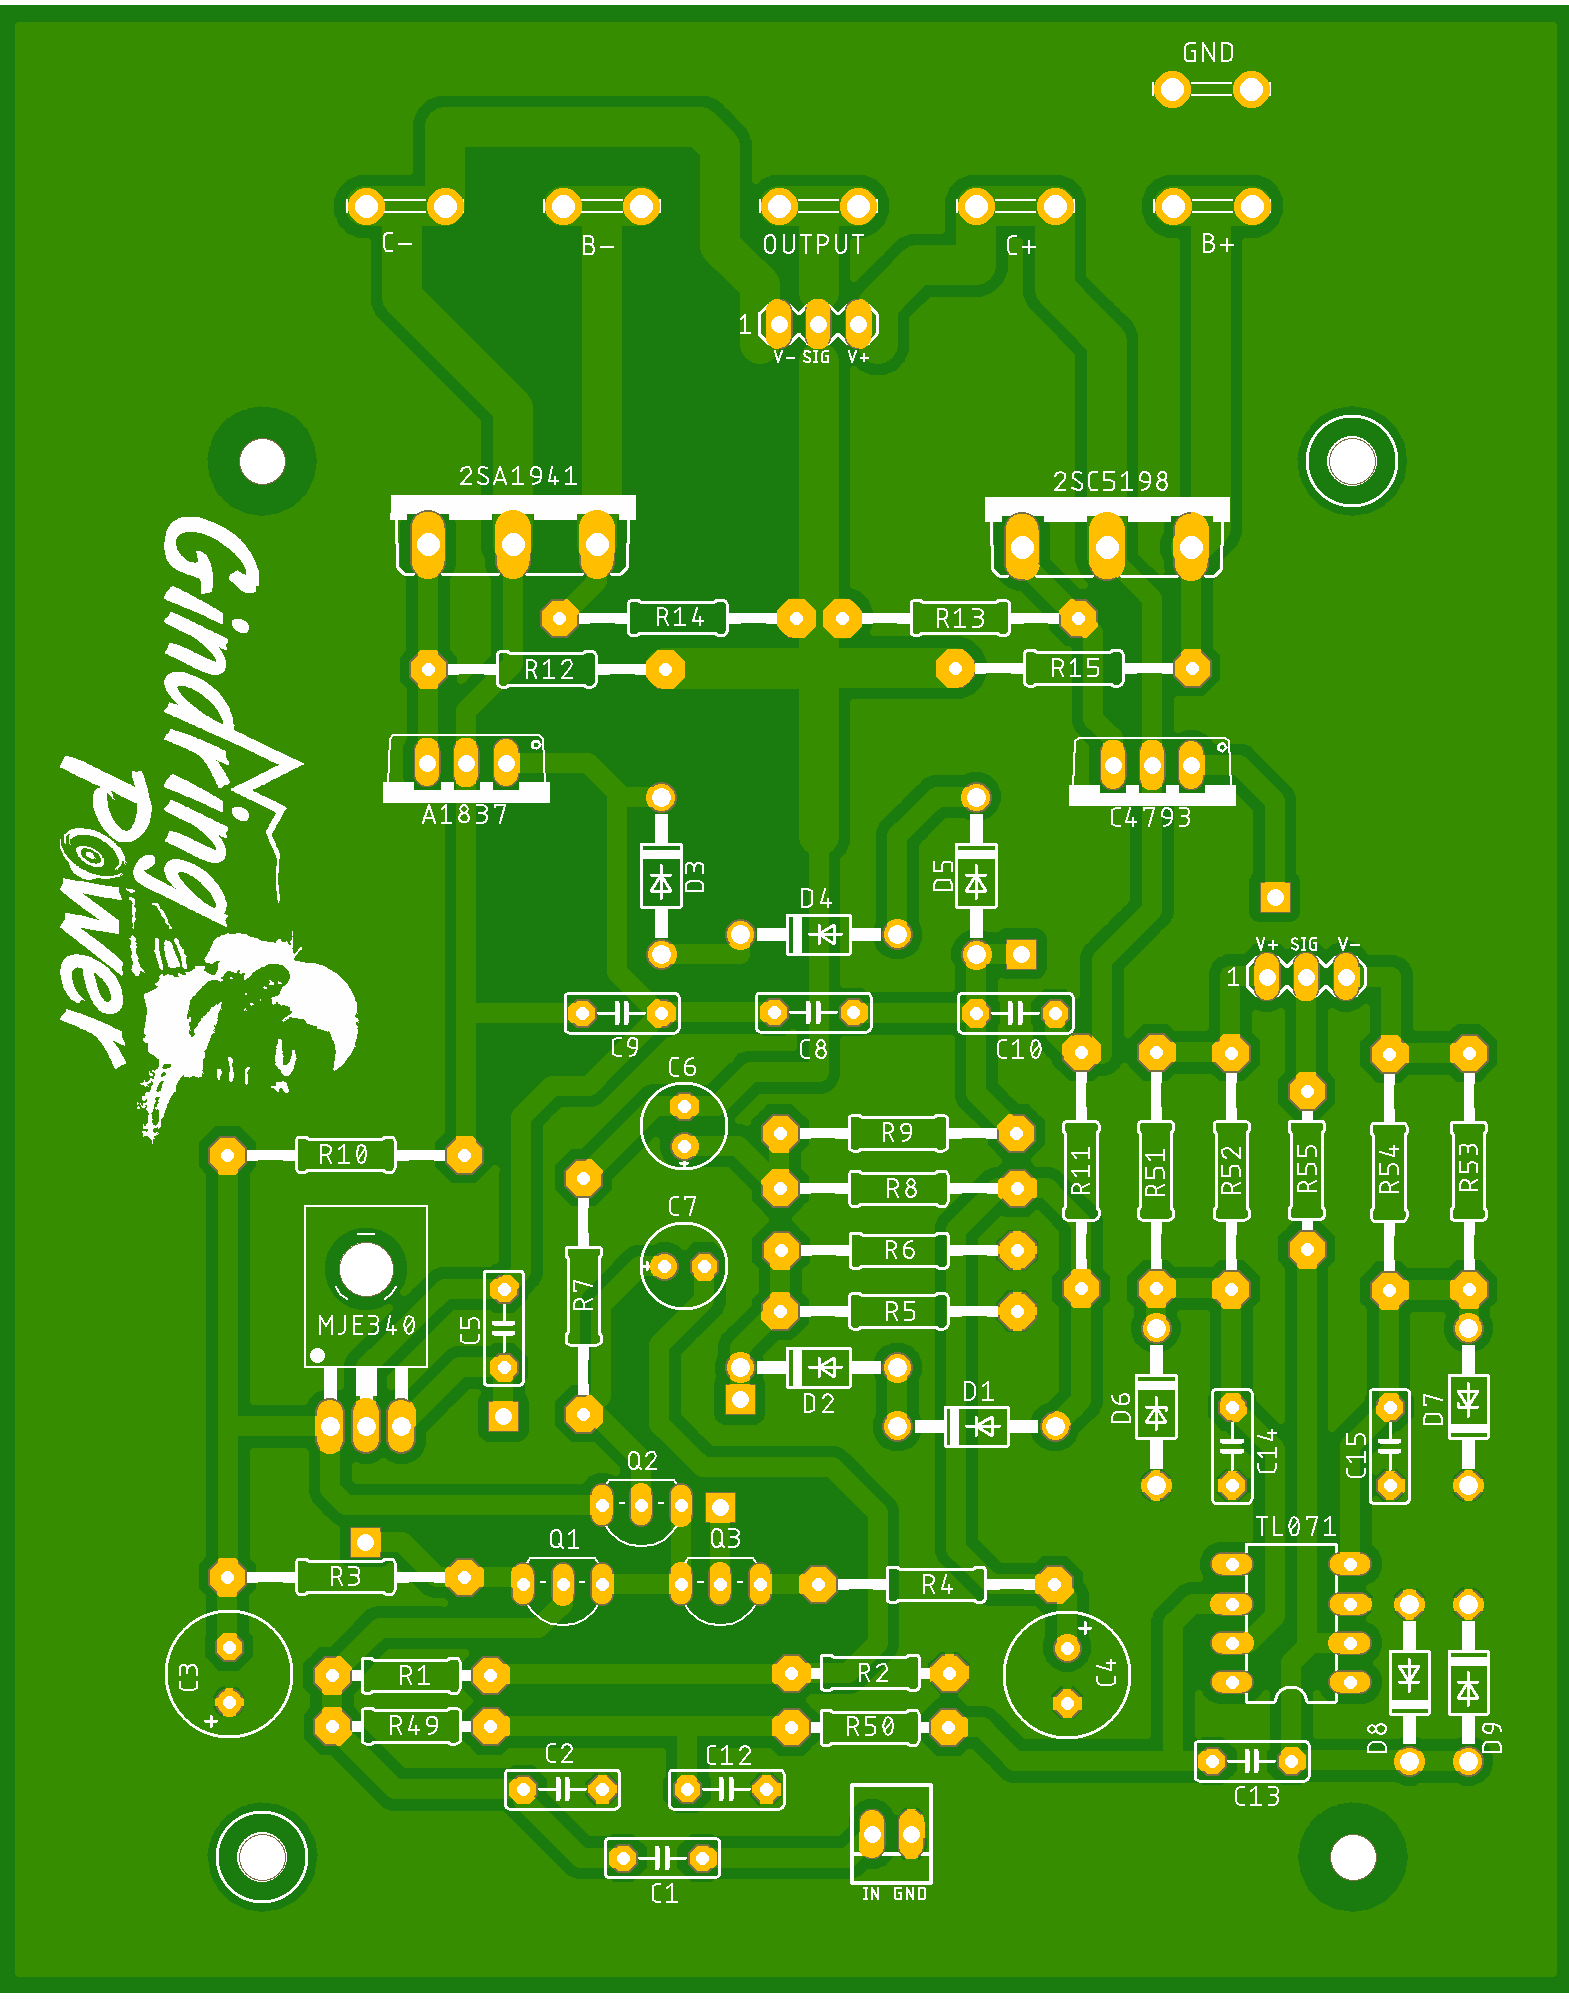 GND
C- B- OUTPUT C+ B+
1
V- SIG V+
2SA1941 2SC5198
R14 R13
R12 R15
A1837 C4793
Gindring
Power
D3 D5
D4
V+ SIG V-
1
C9 C8 C10
C6
R9
R10 R11 R51 R52 R55 R54 R53
R8
C7
R6
R7
R5
MJE340
C5
D2 D1 D6 D7
C14 C15
Q2
TL071
Q1 Q3
R3 R4
C3 R1 R2 C4
R49 R50
D8 D9
C2 C12
C13
C1
IN GND